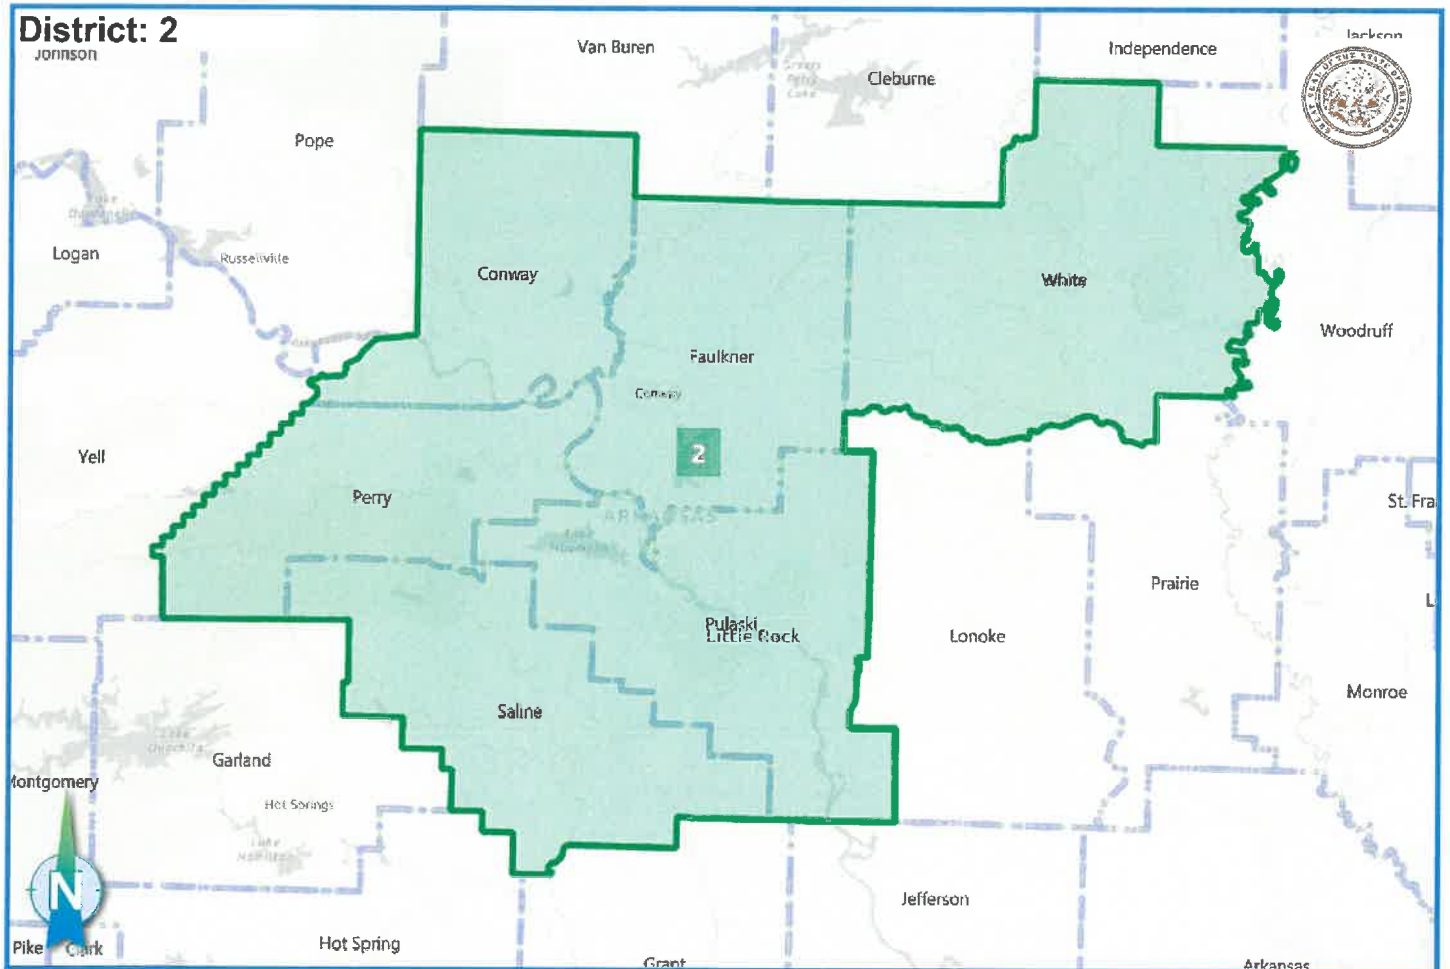 District: 2
Johnson
Van Buren
Independence
Jackson
Cleburne
Pope
Logan
Russellville
Conway
White
Woodruff
Faulkner
Conway
2
Yell
Perry
ARKANSAS
St. Fra
Prairie
L
Pulaski
Little Rock
Lonoke
Monroe
Saline
Garland
Montgomery
Hot Springs
Lake
Jefferson
N
Pike
Clark
Hot Spring
Grant
Arkansas